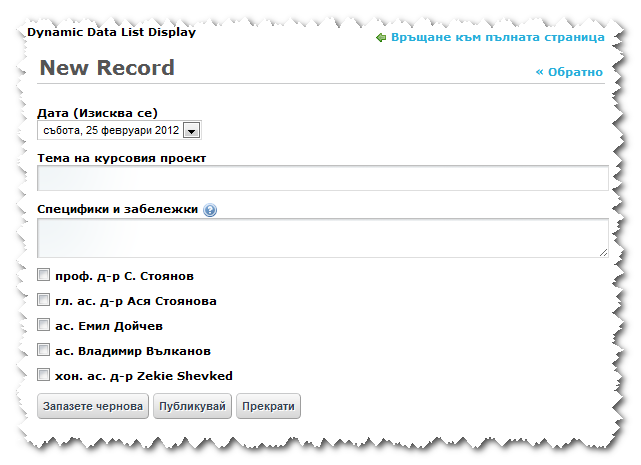 Dynamic Data List Display
Връщане към пълната страница
New Record
« Обратно
Дата (Изисква се)
събота, 25 февруари 2012
Тема на курсовия проект
Специфики и забележки
проф. д-р С. Стоянов
гл. ас. д-р Ася Стоянова
ас. Емил Дойчев
ас. Владимир Вълканов
хон. ас. д-р Zekie Shevked
Запазете чернова Публикувай Прекрати